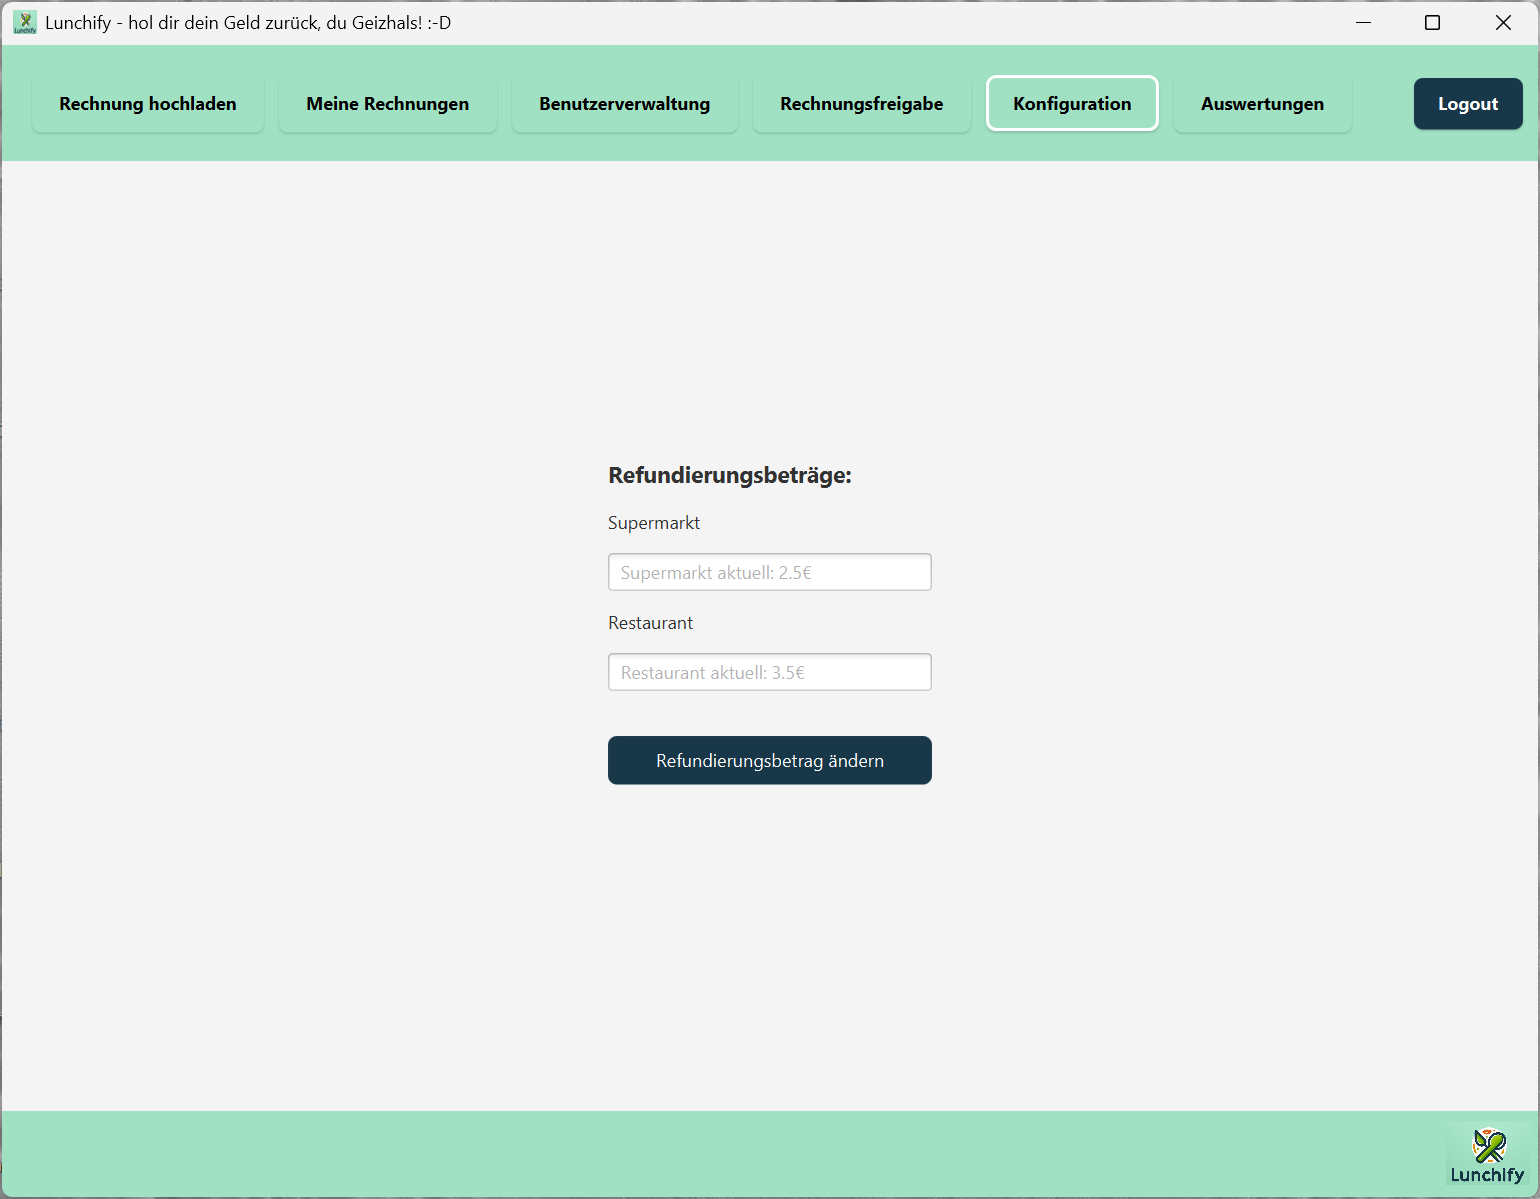 Lunchify - hol dir dein Geld zurück, du Geizhals! :-D
Rechnung hochladen
Meine Rechnungen
Benutzerverwaltung
Rechnungsfreigabe
Konfiguration
Auswertungen
Logout
Refundierungsbeträge:
Supermarkt
Supermarkt aktuell: 2.5€
Restaurant
Restaurant aktuell: 3.5€
Refundierungsbetrag ändern
Lunchify